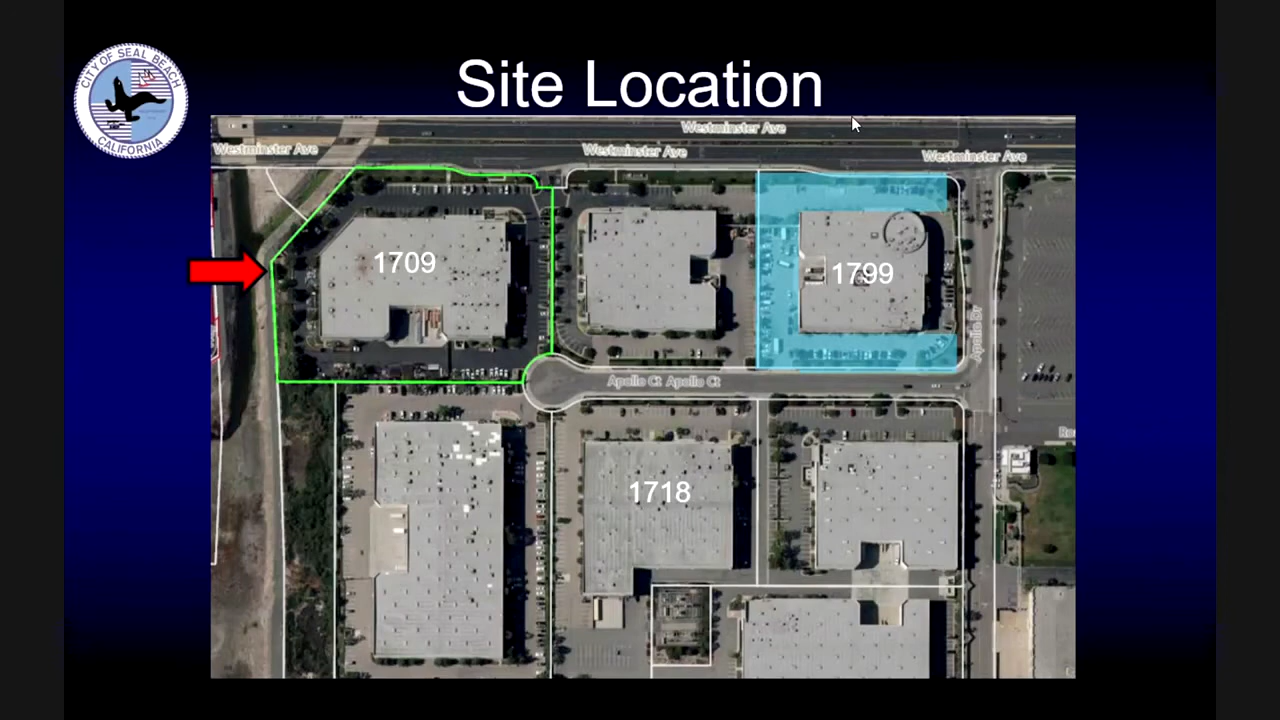 CITY OF SEAL BEACH
CALIFORNIA
Site Location
Westminster Ave
Westminster Ave
Westminster Ave
Westminster Ave
1709
1799
Apollo Dr
Apollo Ct Apollo Ct
1718